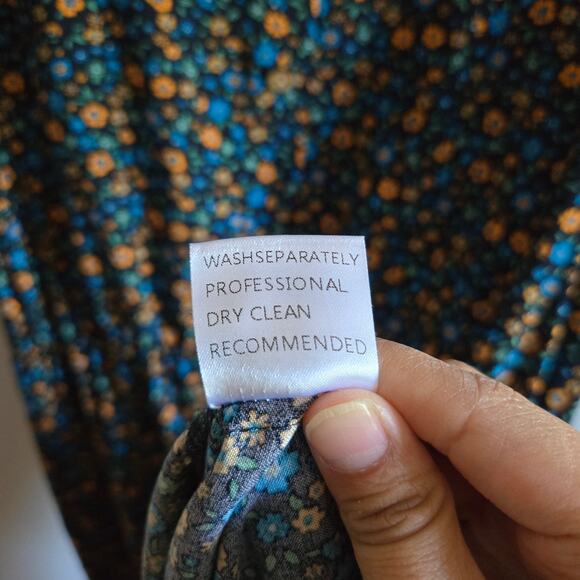 WASHSEPARATELY
PROFESSIONAL
DRY CLEAN
RECOMMENDED